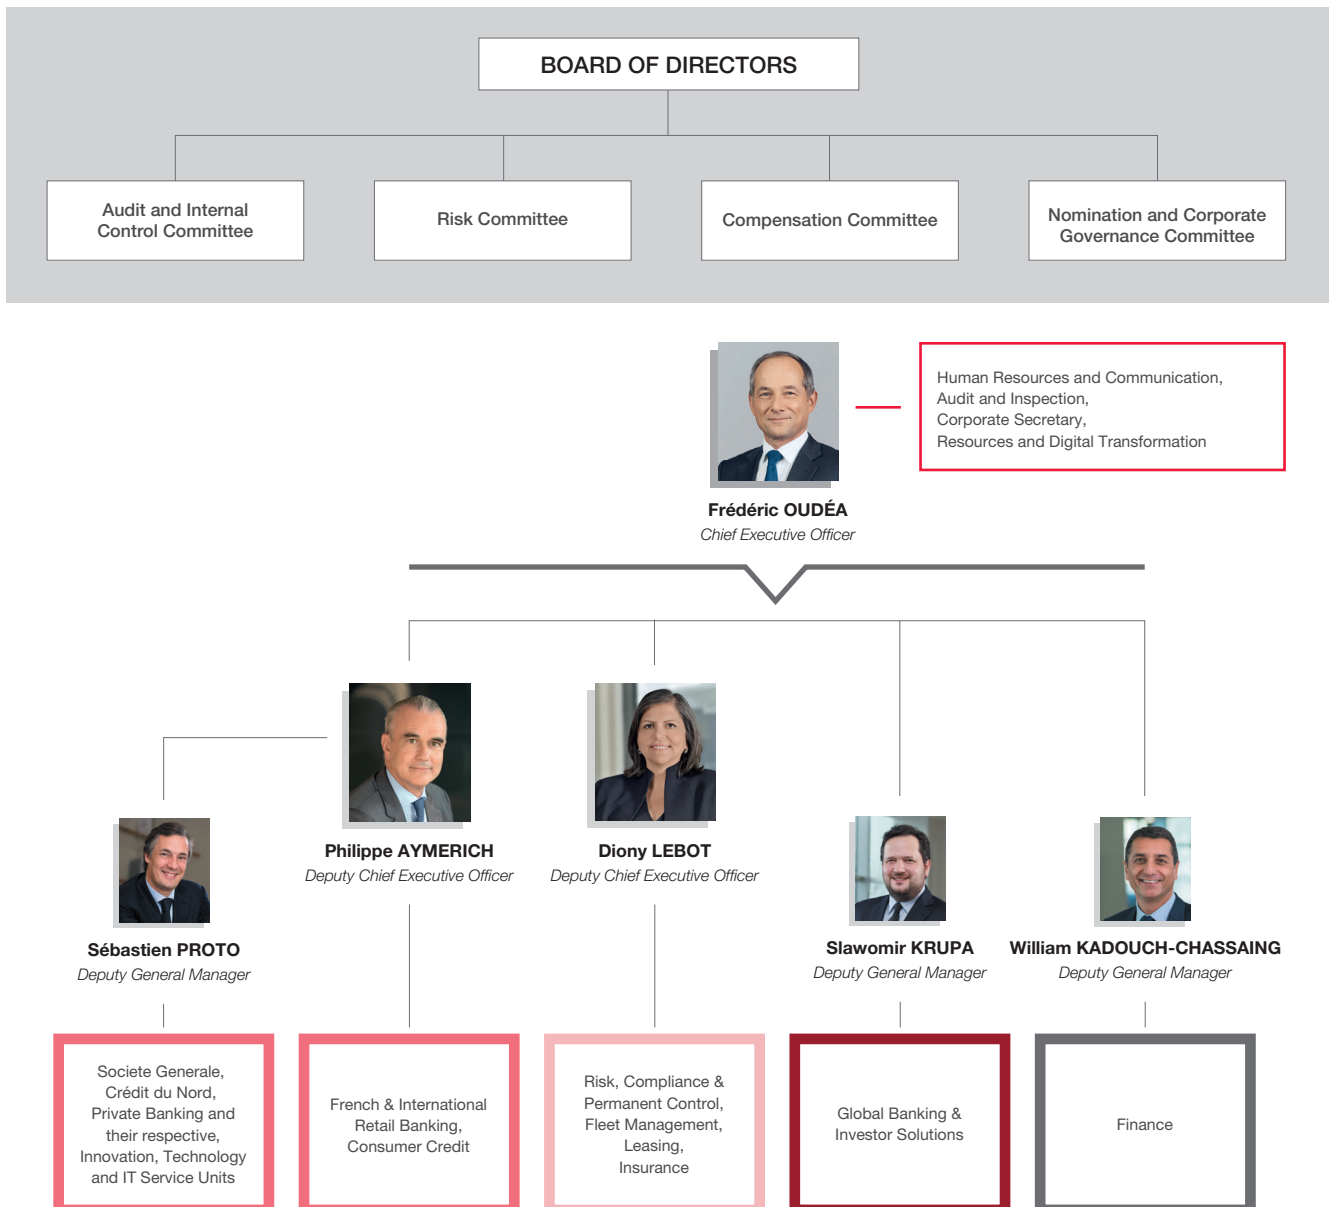 BOARD OF DIRECTORS
Audit and Internal
Control Committee
Risk Committee
Compensation Committee
Nomination and Corporate
Governance Committee
Human Resources and Communication,
Audit and Inspection,
Corporate Secretary,
Resources and Digital Transformation
Frédéric OUDÉA
Chief Executive Officer
Philippe AYMERICH
Deputy Chief Executive Officer
Diony LEBOT
Deputy Chief Executive Officer
Sébastien PROTO
Deputy General Manager
Slawomir KRUPA
Deputy General Manager
William KADOUCH-CHASSAING
Deputy General Manager
Societe Generale,
Crédit du Nord,
Private Banking and
their respective,
Innovation, Technology
and IT Service Units
French & International
Retail Banking,
Consumer Credit
Risk, Compliance &
Permanent Control,
Fleet Management,
Leasing,
Insurance
Global Banking &
Investor Solutions
Finance